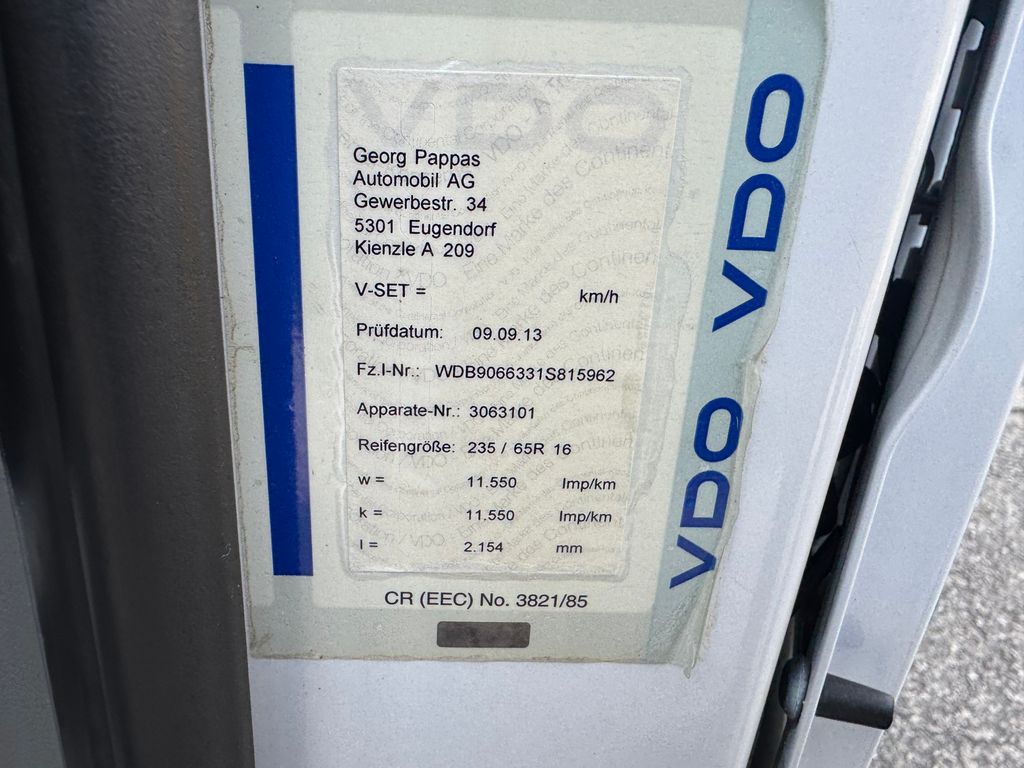 Georg Pappas
Automobil AG
Gewerbestr. 34
5301 Eugendorf
Kienzle A 209
V-SET = km/h
Prüfdatum: 09.09.13
Fz.I-Nr.: WDB9066331S815962
Apparate-Nr.: 3063101
Reifengröße: 235 / 65R 16
w = 11.550 Imp/km
k = 11.550 Imp/km
l = 2.154 mm
CR (EEC) No. 3821/85
VDO
VDO
VDO